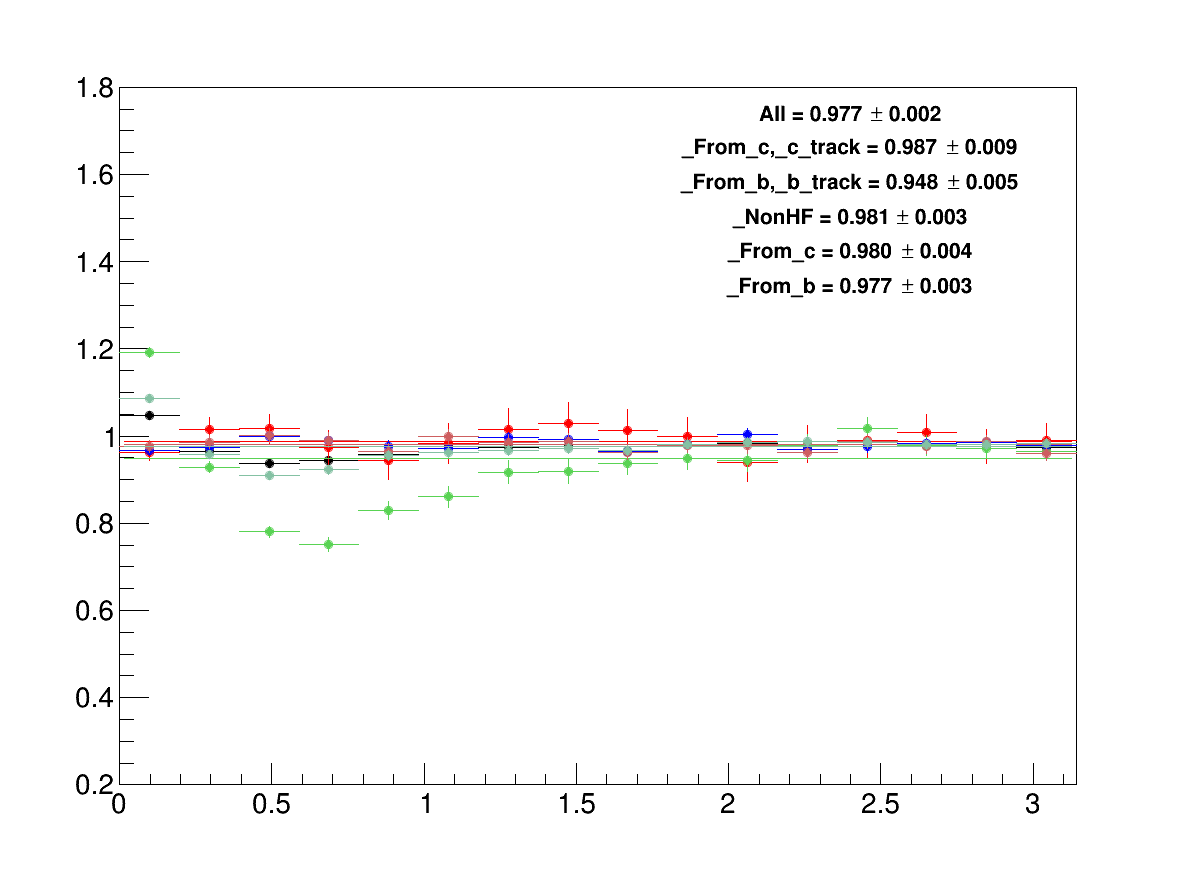 1.8
All = 0.977 ± 0.002
_From_c,_c_track = 0.987 ± 0.009
1.6
_From_b,_b_track = 0.948 ± 0.005
_NonHF = 0.981 ± 0.003
1.4
_From_c = 0.980 ± 0.004
_From_b = 0.977 ± 0.003
1.2
1
0.8
0.6
0.4
0.2
0 0.5 1 1.5 2 2.5 3